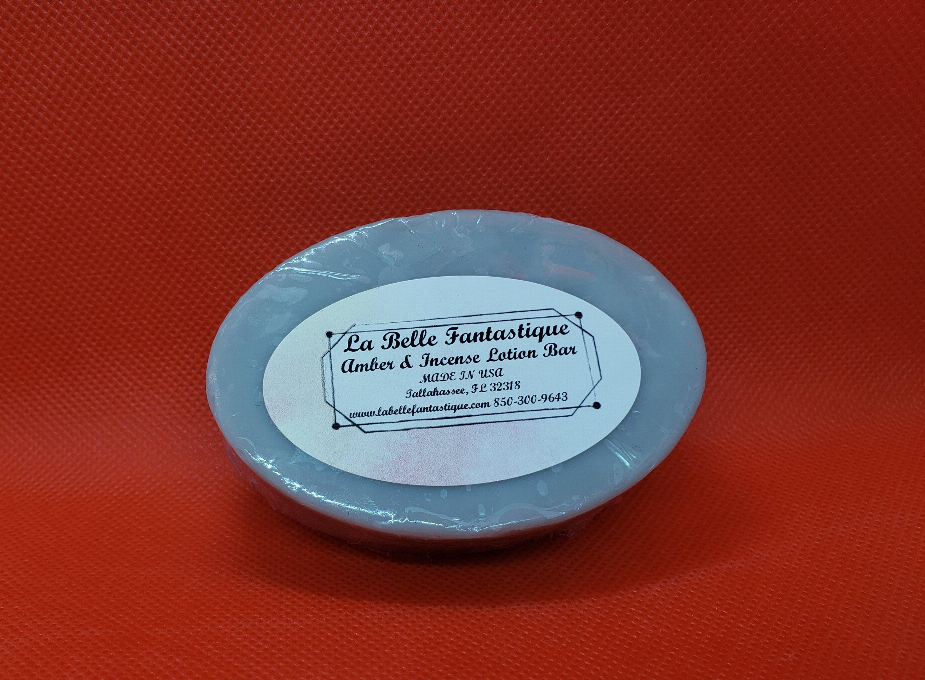 La Belle Fantastique
Amber & Incense Lotion Bar
MADE IN USA
Tallahassee, FL 32318
www.labellefantastique.com 850-300-9643